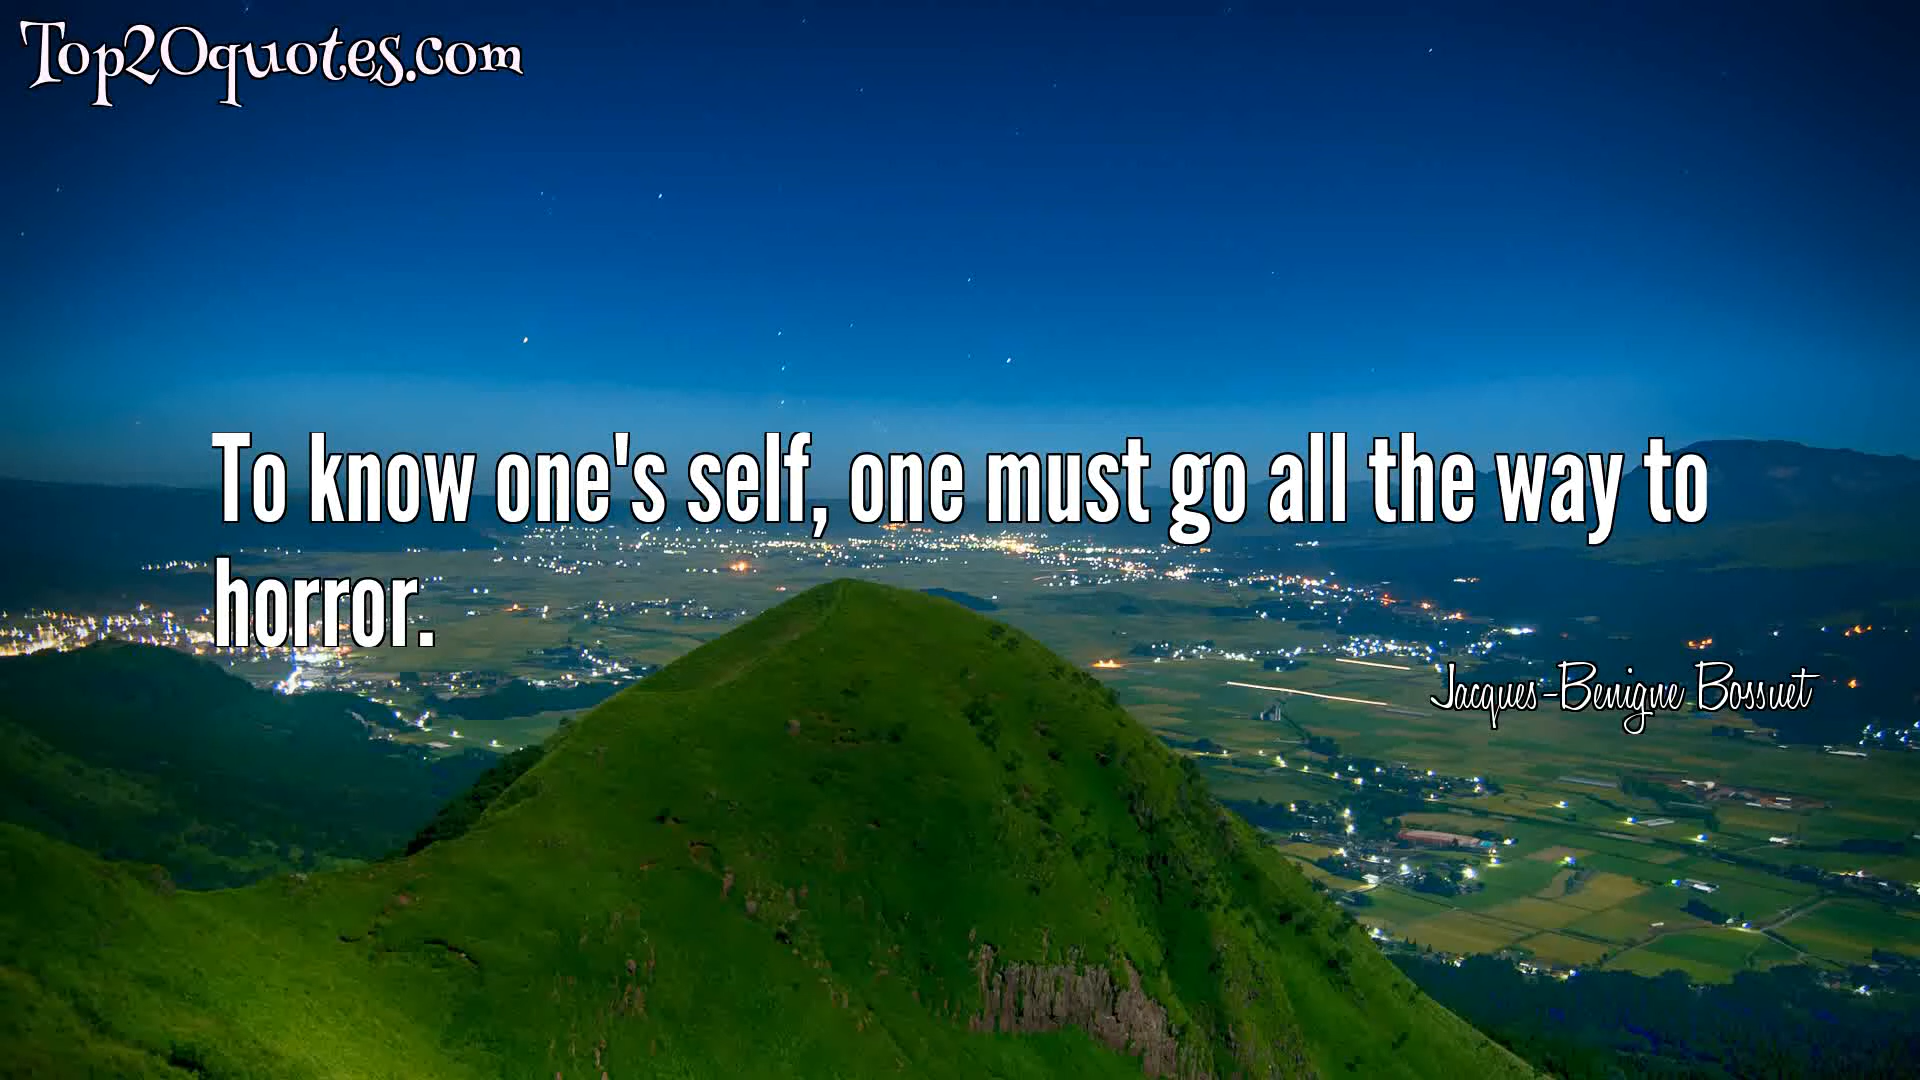 Top20quotes.com
To know one's self, one must go all the way to
horror.
Jacques-Benigne Bossuet